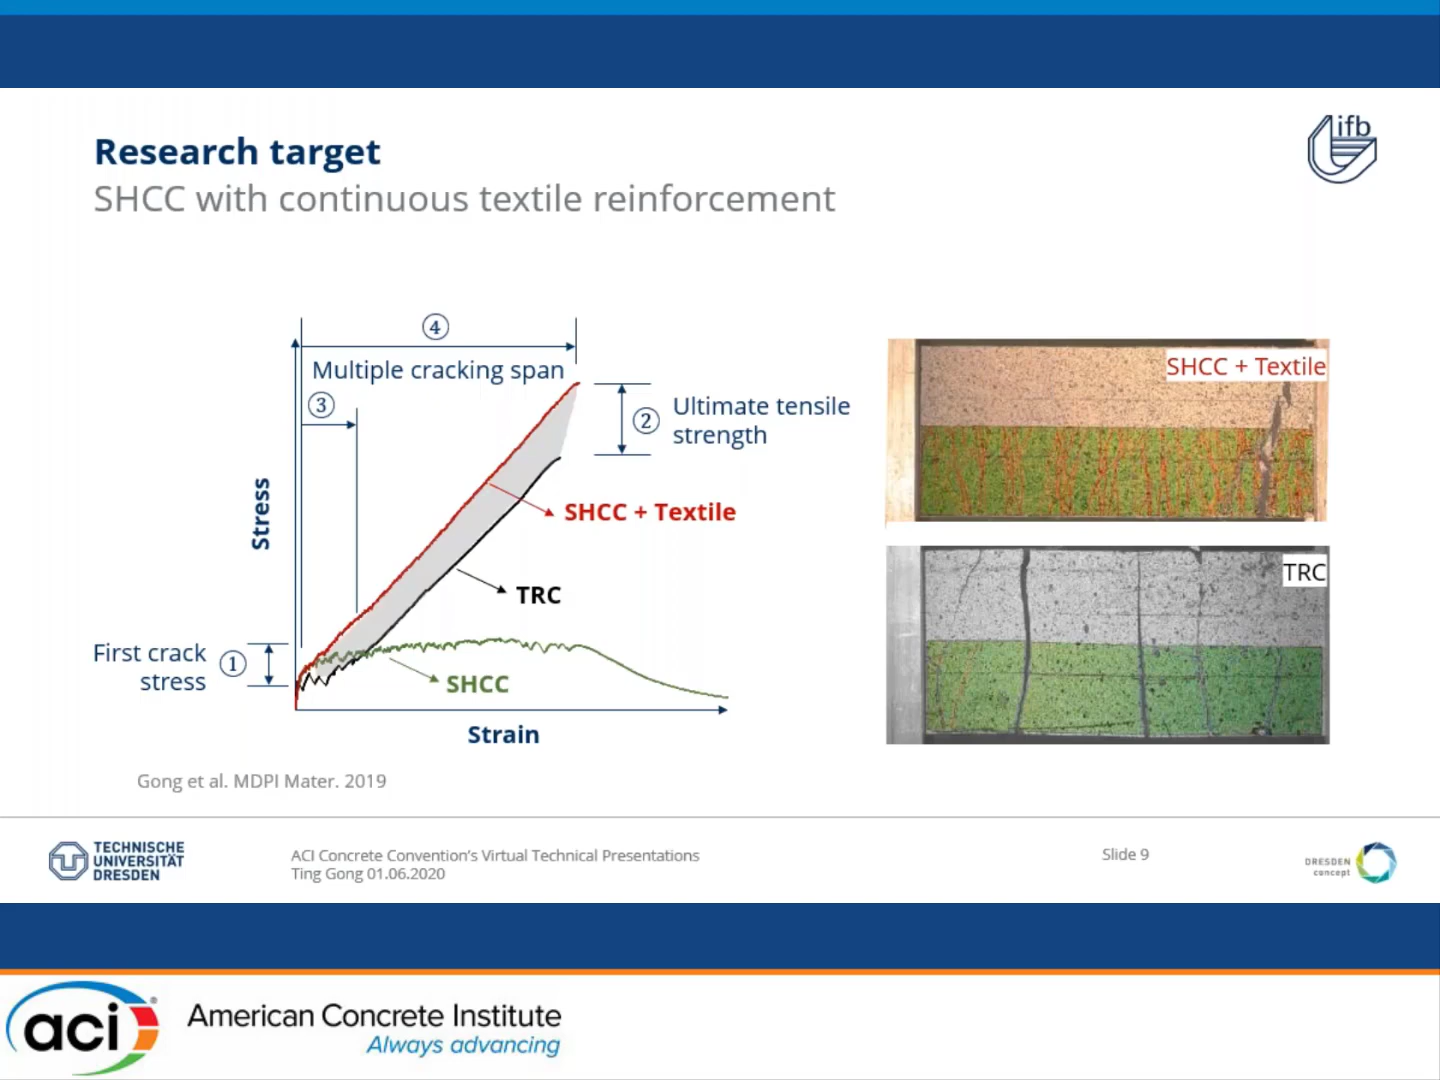 ifb
Research target
SHCC with continuous textile reinforcement
④
Multiple cracking span
③
②
Ultimate tensile
strength
Stress
SHCC + Textile
TRC
First crack
stress
①
SHCC
Strain
SHCC + Textile
TRC
Gong et al. MDPI Mater. 2019
TECHNISCHE
UNIVERSITÄT
DRESDEN
ACI Concrete Convention's Virtual Technical Presentations
Ting Gong 01.06.2020
Slide 9
DRESDEN
concept
aci®
American Concrete Institute
Always advancing